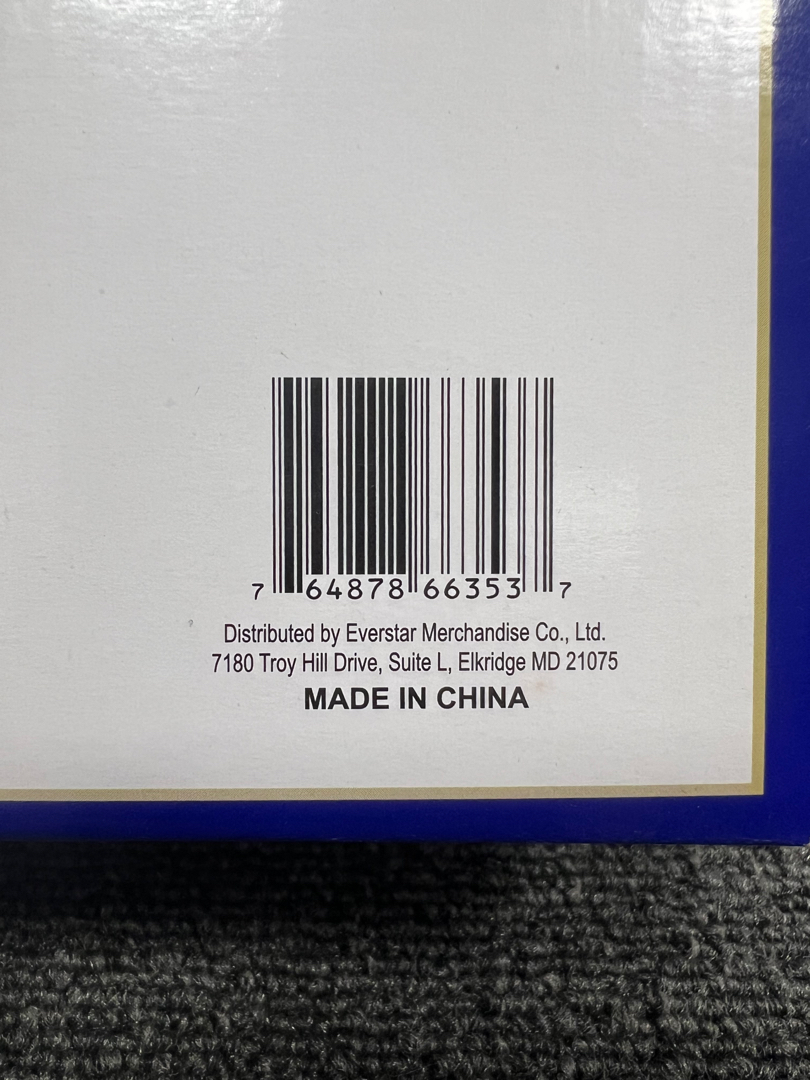 7 64878 66353 7
Distributed by Everstar Merchandise Co., Ltd.
7180 Troy Hill Drive, Suite L, Elkridge MD 21075
MADE IN CHINA